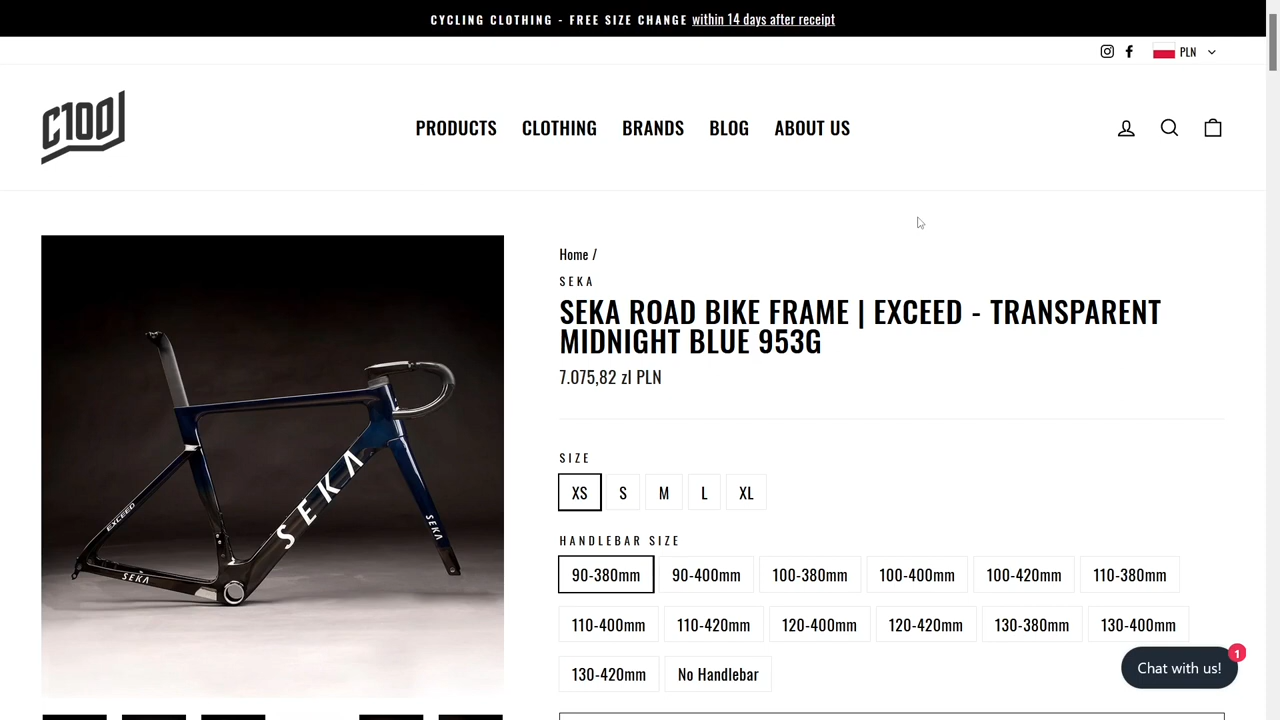 CYCLING CLOTHING - FREE SIZE CHANGE within 14 days after receipt
PLN
C100
PRODUCTS CLOTHING BRANDS BLOG ABOUT US
Home /
SEKA
SEKA ROAD BIKE FRAME | EXCEED - TRANSPARENT
MIDNIGHT BLUE 953G
7.075,82 zł PLN
SEKA
SEKA
EXCEED
SEKA
SIZE
XS S M L XL
HANDLEBAR SIZE
90-380mm 90-400mm 100-380mm 100-400mm 100-420mm 110-380mm
110-400mm 110-420mm 120-400mm 120-420mm 130-380mm 130-400mm
130-420mm No Handlebar
Chat with us!
1